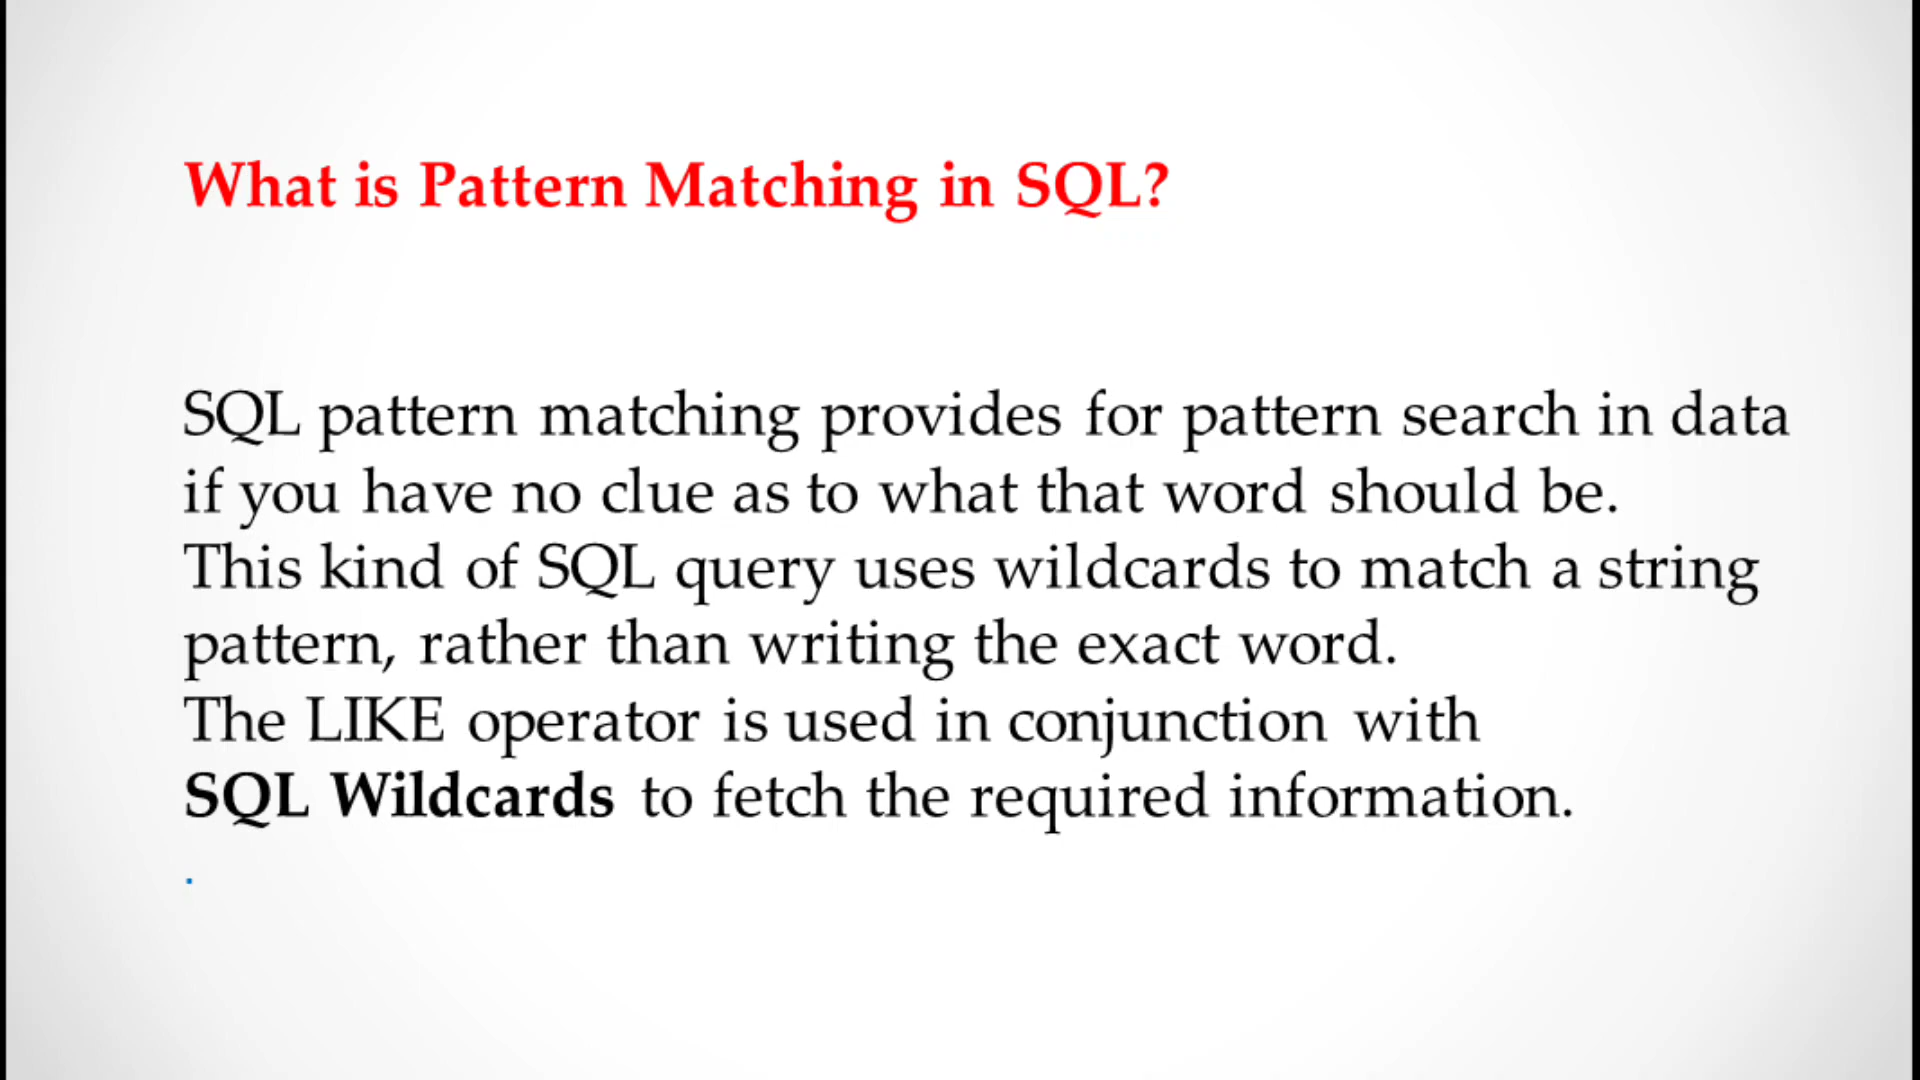 What is Pattern Matching in SQL?
SQL pattern matching provides for pattern search in data
if you have no clue as to what that word should be.
This kind of SQL query uses wildcards to match a string
pattern, rather than writing the exact word.
The LIKE operator is used in conjunction with
SQL Wildcards to fetch the required information.
.